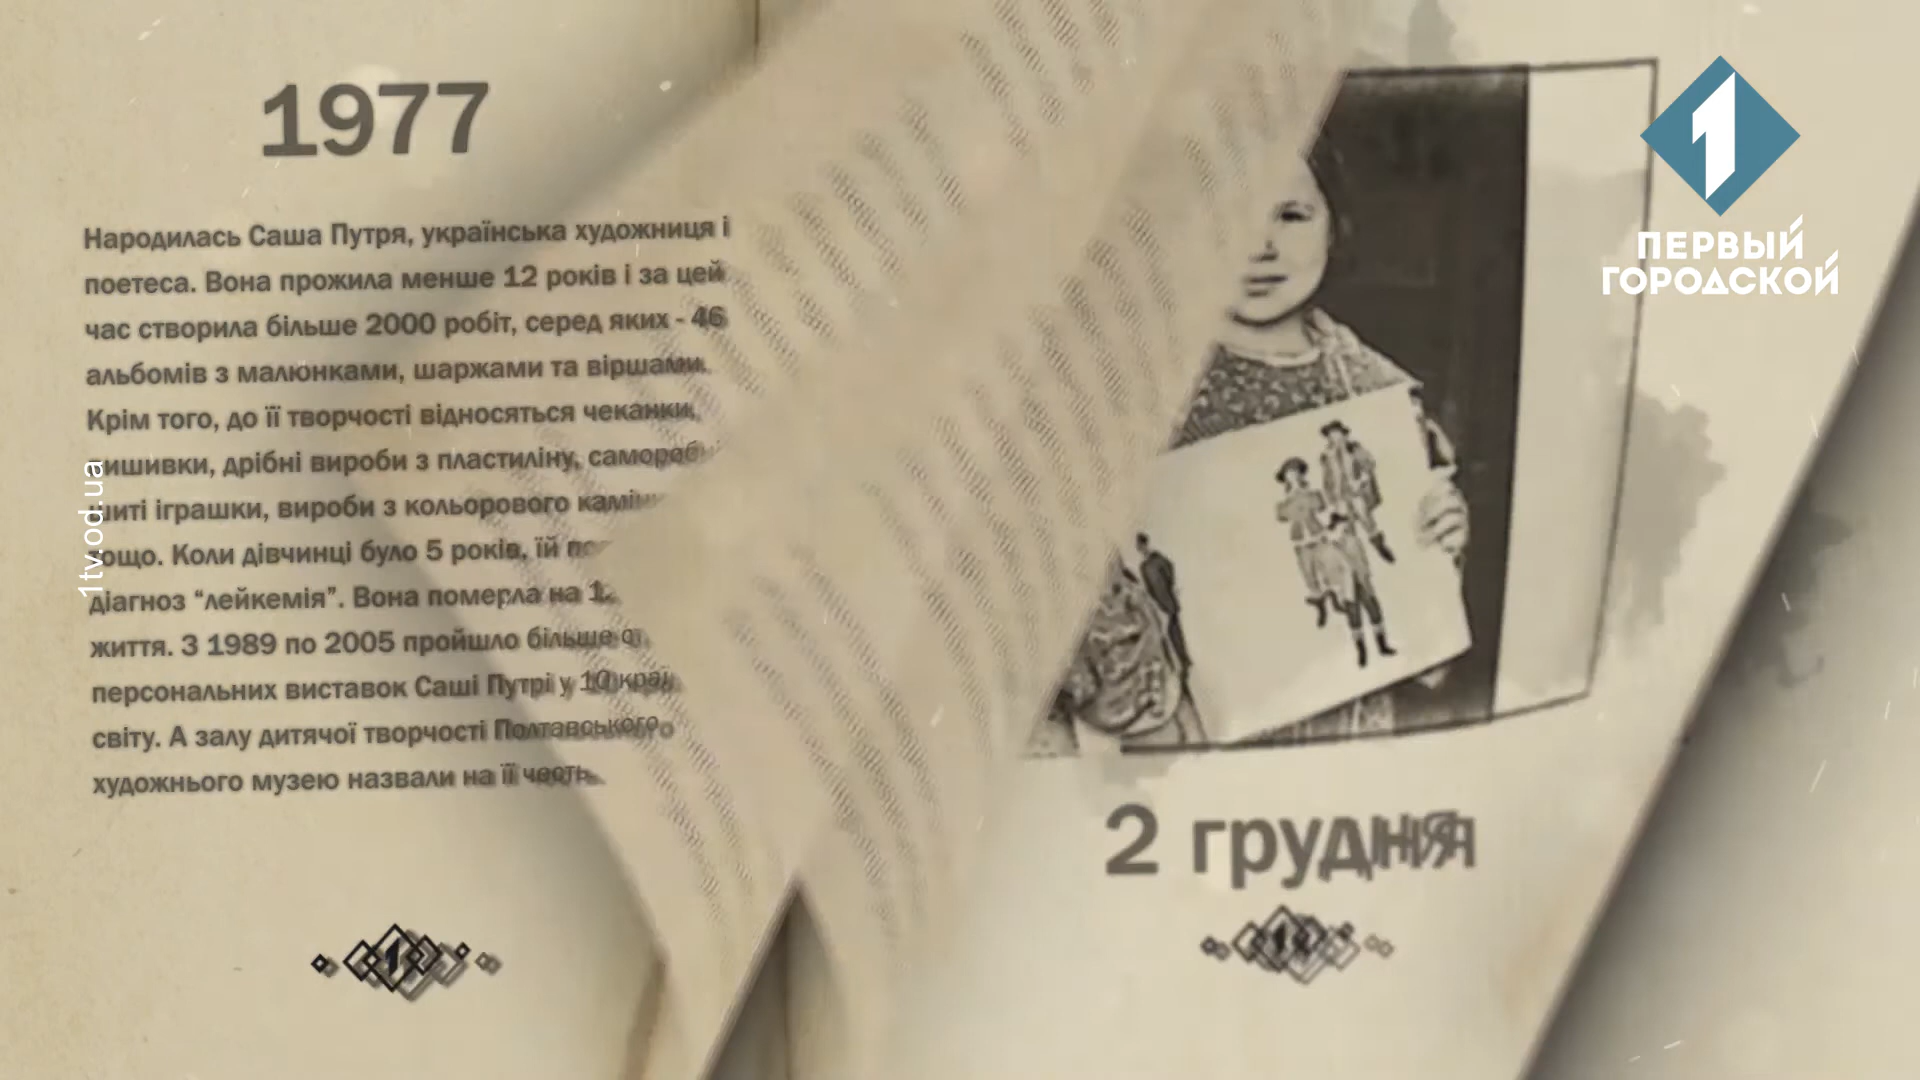 1977
Народилась Саша Путря, українська художниця і
поетеса. Вона прожила менше 12 років і за цей
час створила більше 2000 робіт, серед яких - 46
альбомів з малюнками, шаржами та віршами.
Крім того, до її творчості відносяться чеканки,
вишивки, дрібні вироби з пластиліну,
шиті іграшки, вироби з кольорового
тощо. Коли дівчинці було 5 років, їй
діагноз “лейкемія”. Вона померла на
життя. З 1989 по 2005 пройшло більше
персональних виставок Саші Путрі у 10
світу. А залу дитячої творчості Полтавського
художнього музею назвали на її честь.
2 грудня
1
ПЕРВЫЙ
ГОРОДСКОЙ
1tv.od.ua